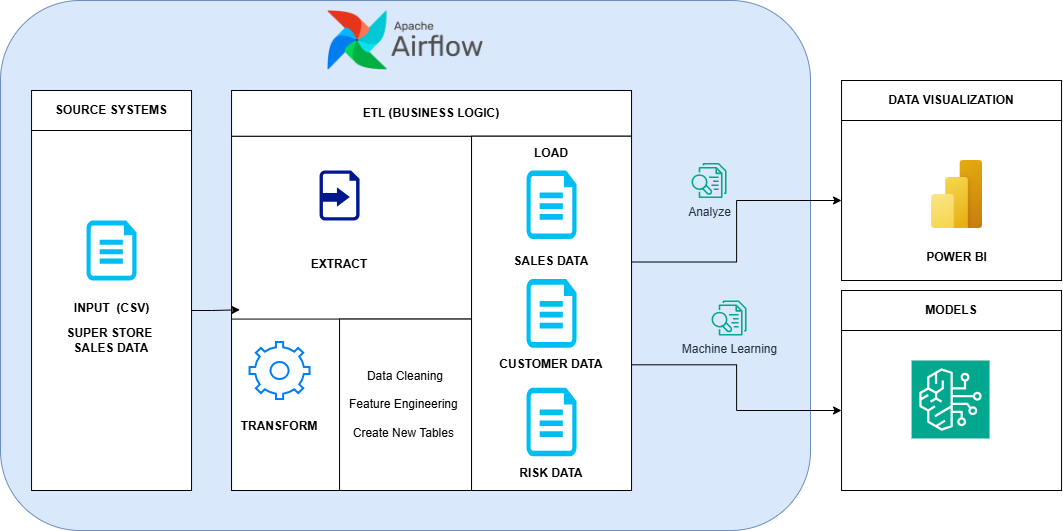 Apache
Airflow
SOURCE SYSTEMS
INPUT (CSV)
SUPER STORE
SALES DATA
ETL (BUSINESS LOGIC)
EXTRACT
TRANSFORM
Data Cleaning
Feature Engineering
Create New Tables
LOAD
SALES DATA
CUSTOMER DATA
RISK DATA
Analyze
Machine Learning
DATA VISUALIZATION
POWER BI
MODELS